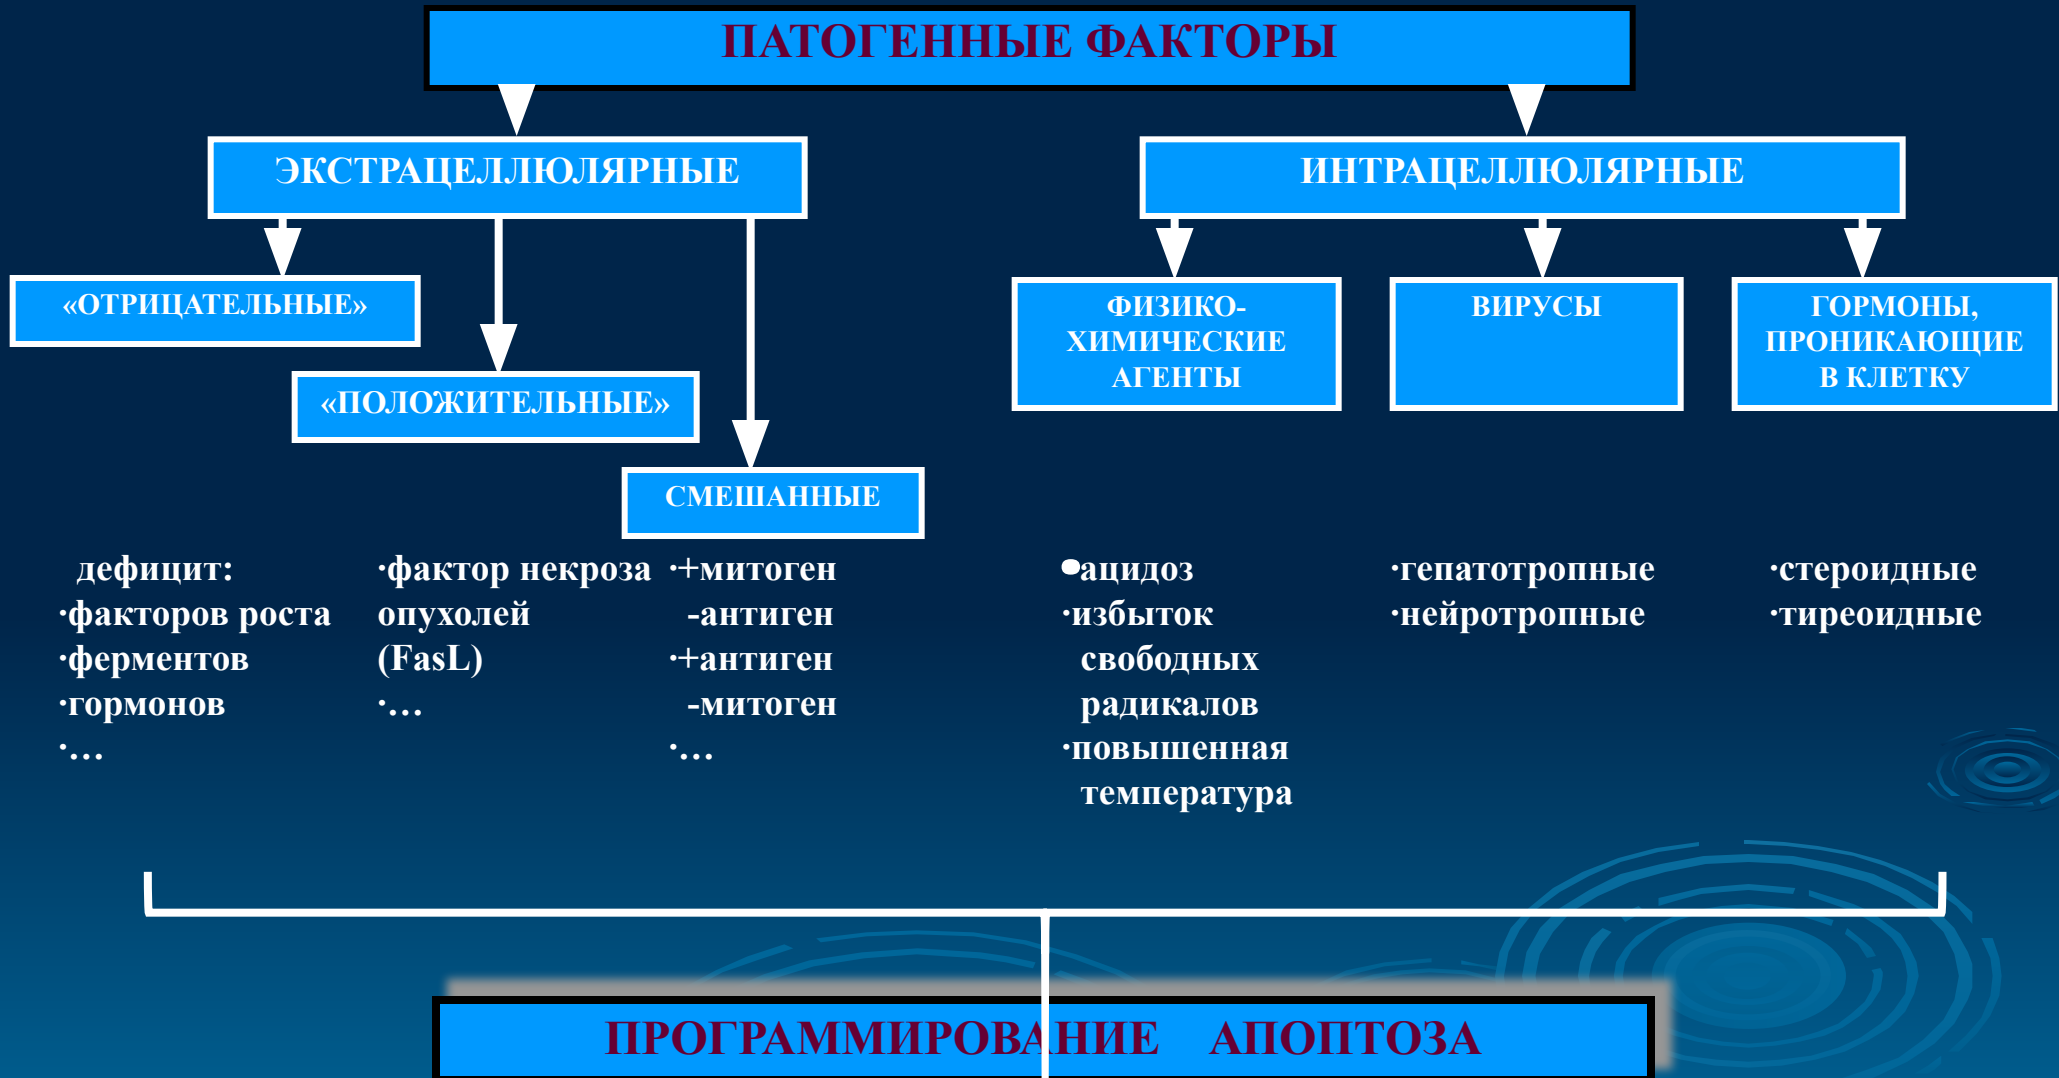 ПАТОГЕННЫЕ ФАКТОРЫ
ЭКСТРАЦЕЛЛЮЛЯРНЫЕ
ИНТРАЦЕЛЛЮЛЯРНЫЕ
«ОТРИЦАТЕЛЬНЫЕ»
«ПОЛОЖИТЕЛЬНЫЕ»
СМЕШАННЫЕ
ФИЗИКО-
ХИМИЧЕСКИЕ
АГЕНТЫ
ВИРУСЫ
ГОРМОНЫ,
ПРОНИКАЮЩИЕ
В КЛЕТКУ
дефицит:
·факторов роста
·ферментов
·гормонов
·…
·фактор некроза
опухолей
(FasL)
·…
·+митоген
-антиген
·+антиген
-митоген
·…
•ацидоз
·избыток
свободных
радикалов
·повышенная
температура
·гепатотропные
·нейротропные
·стероидные
·тиреоидные
ПРОГРАММИРОВАНИЕ АПОПТОЗА